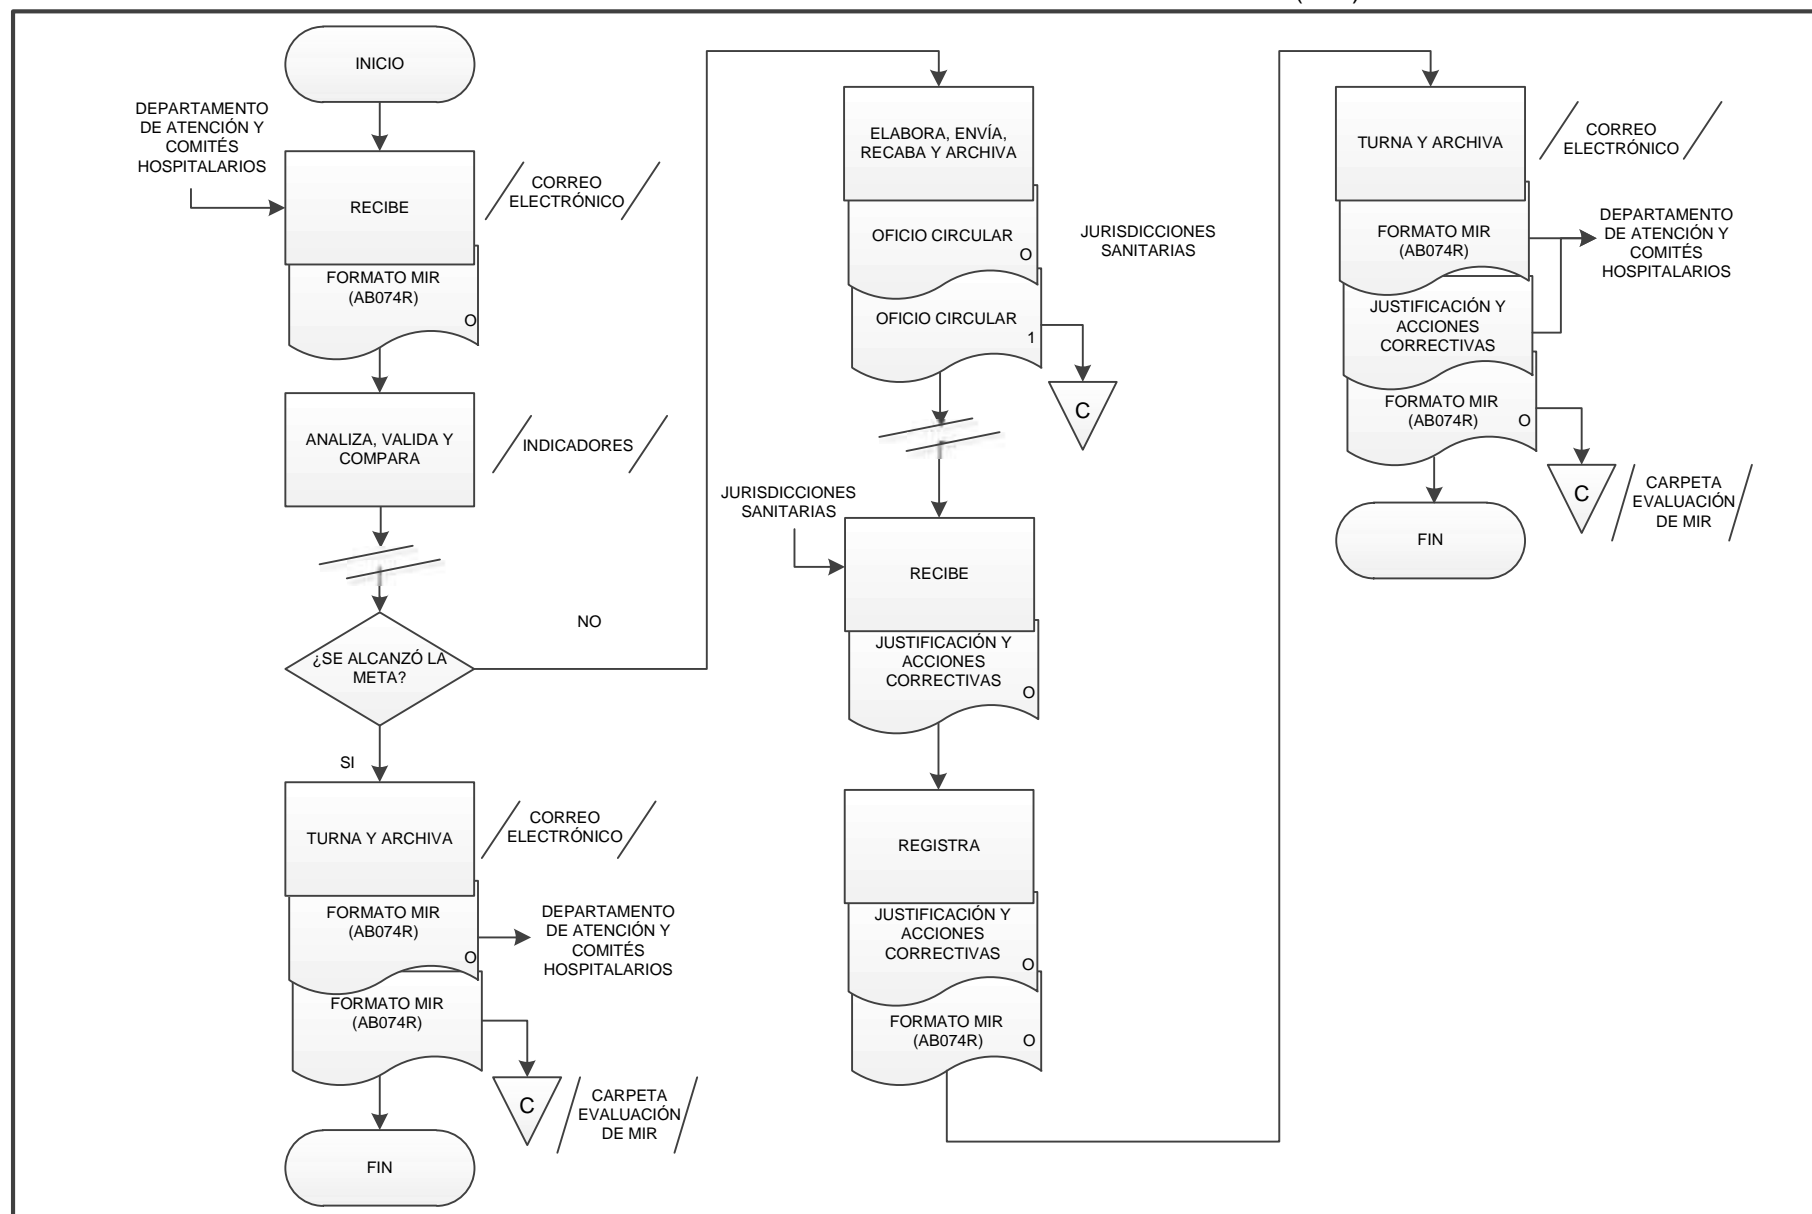 INICIO
DEPARTAMENTO
DE ATENCIÓN Y
COMITÉS
HOSPITALARIOS
RECIBE
CORREO
ELECTRÓNICO
FORMATO MIR
(AB074R)
O
ANALIZA, VALIDA Y
COMPARA
INDICADORES
¿SE ALCANZÓ LA
META?
NO
SI
TURNA Y ARCHIVA
CORREO
ELECTRÓNICO
FORMATO MIR
(AB074R)
O
DEPARTAMENTO
DE ATENCIÓN Y
COMITÉS
HOSPITALARIOS
FORMATO MIR
(AB074R)
C
CARPETA
EVALUACIÓN
DE MIR
FIN
ELABORA, ENVÍA,
RECABA Y ARCHIVA
OFICIO CIRCULAR
O
JURISDICCIONES
SANITARIAS
OFICIO CIRCULAR
1
C
JURISDICCIONES
SANITARIAS
RECIBE
JUSTIFICACIÓN Y
ACCIONES
CORRECTIVAS
O
REGISTRA
JUSTIFICACIÓN Y
ACCIONES
CORRECTIVAS
O
FORMATO MIR
(AB074R)
O
TURNA Y ARCHIVA
CORREO
ELECTRÓNICO
FORMATO MIR
(AB074R)
DEPARTAMENTO
DE ATENCIÓN Y
COMITÉS
HOSPITALARIOS
JUSTIFICACIÓN Y
ACCIONES
CORRECTIVAS
FORMATO MIR
(AB074R)
O
C
CARPETA
EVALUACIÓN
DE MIR
FIN